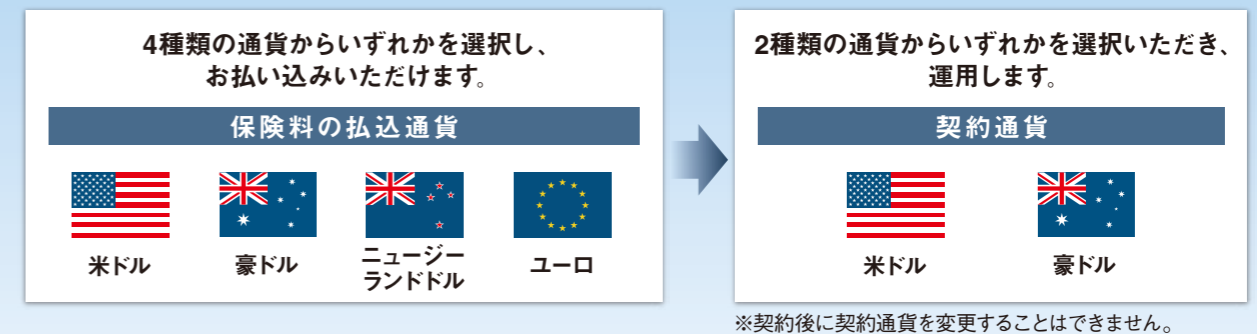 4種類の通貨からいずれかを選択し、
お払い込みいただけます。
保険料の払込通貨
米ドル
豪ドル
ニュージー
ランドドル
ユーロ
2種類の通貨からいずれかを選択いただき、
運用します。
契約通貨
米ドル
豪ドル
※契約後に契約通貨を変更することはできません。